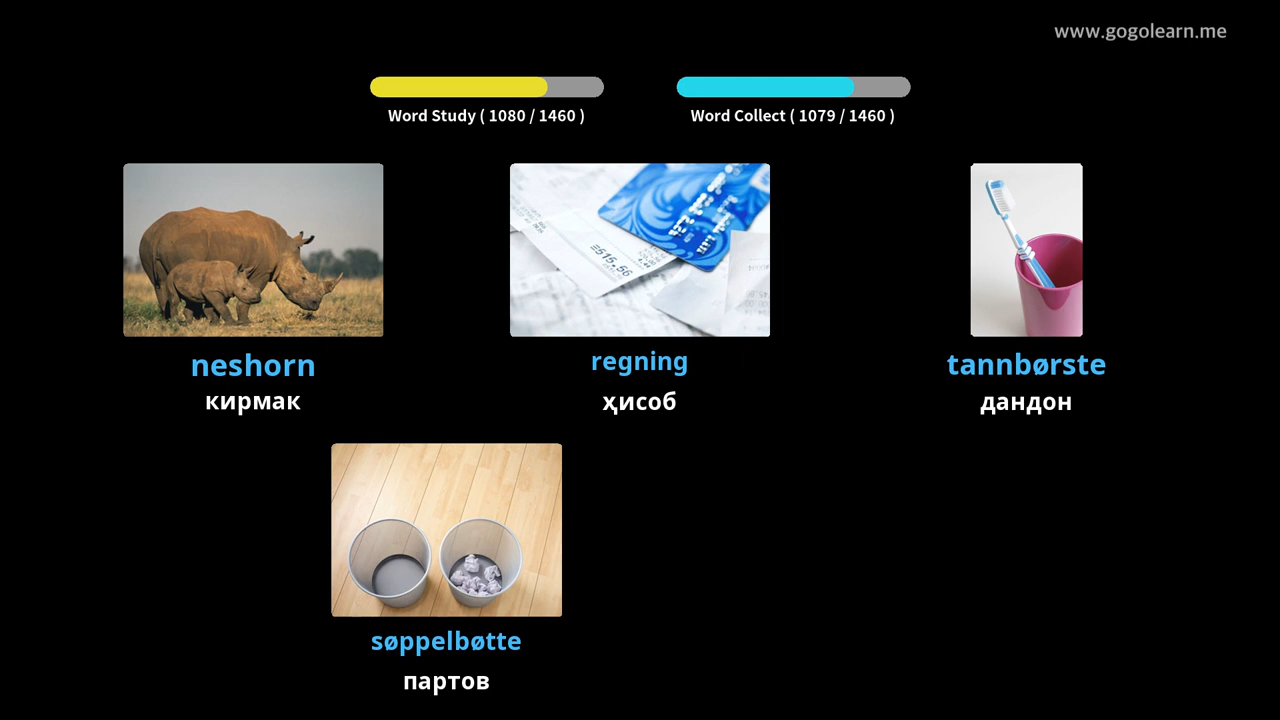 www.gogolearn.me
Word Study ( 1080 / 1460 )
Word Collect ( 1079 / 1460 )
neshorn
regning
tannbørste
кирмак
ҳисоб
дандон
søppelbøtte
партов